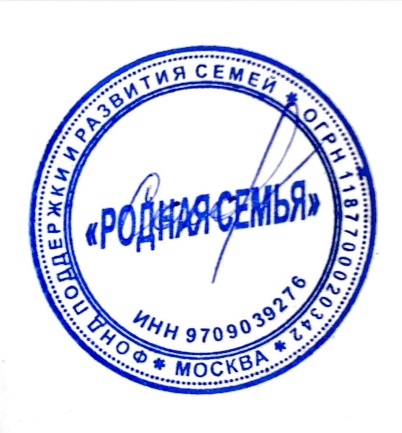 ФОНД ПОДДЕРЖКИ И РАЗВИТИЯ СЕМЕЙ * ОГРН 1187700020342 * МОСКВА *
«РОДНАЯ СЕМЬЯ»
ИНН 9709039276